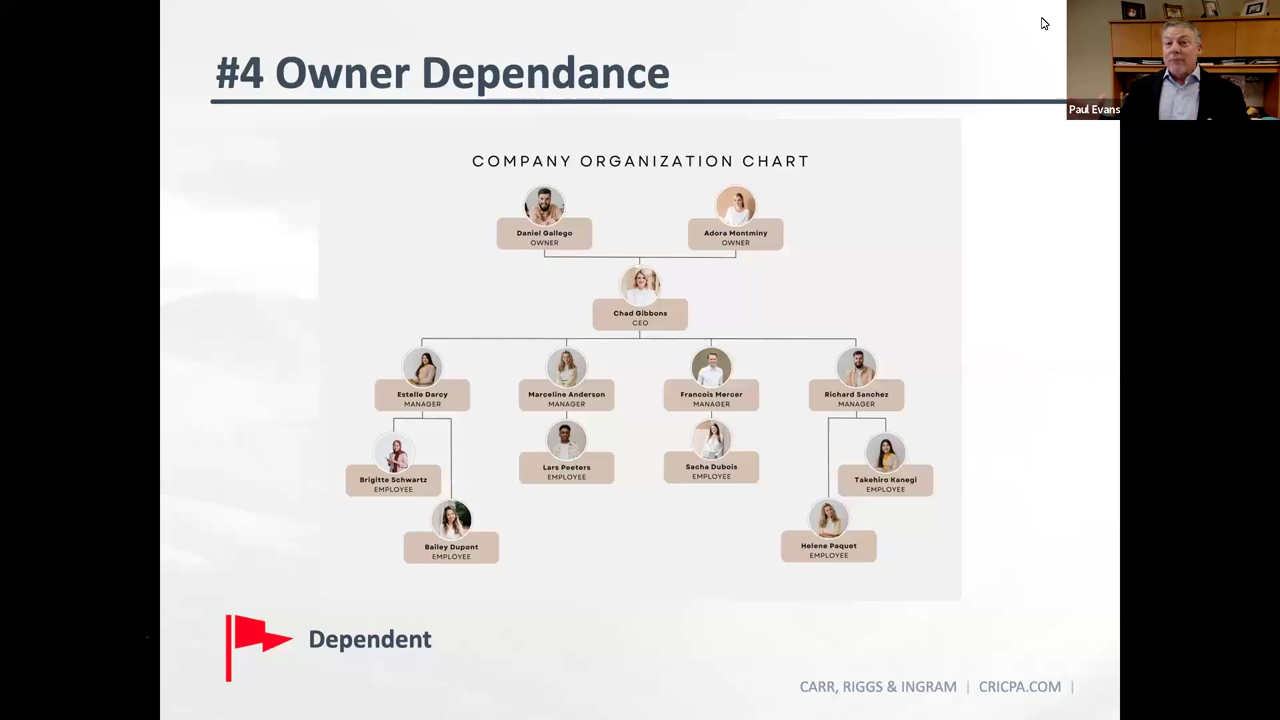 #4 Owner Dependance
Paul Evans
COMPANY ORGANIZATION CHART
Daniel Gallego
OWNER
Adora Montminy
OWNER
Chad Gibbons
CEO
Estelle Darcy
MANAGER
Marceline Anderson
MANAGER
Francois Mercer
MANAGER
Richard Sanchez
MANAGER
Brigitte Schwartz
EMPLOYEE
Lars Peeters
EMPLOYEE
Sacha Dubois
EMPLOYEE
Takehiro Kanegi
EMPLOYEE
Bailey Dupont
EMPLOYEE
Helene Paquet
EMPLOYEE
Dependent
CARR, RIGGS & INGRAM | CRICPA.COM |